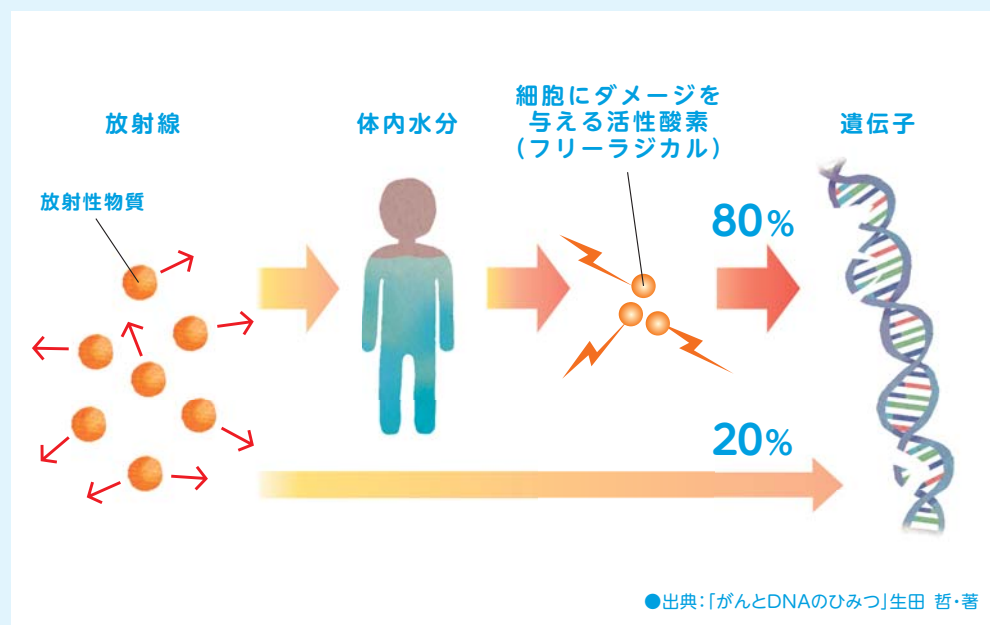 放射線
体内水分
細胞にダメージを
与える活性酸素
(フリーラジカル)
遺伝子
放射性物質
80%
20%
●出典:「がんとDNAのひみつ」生田 哲・著